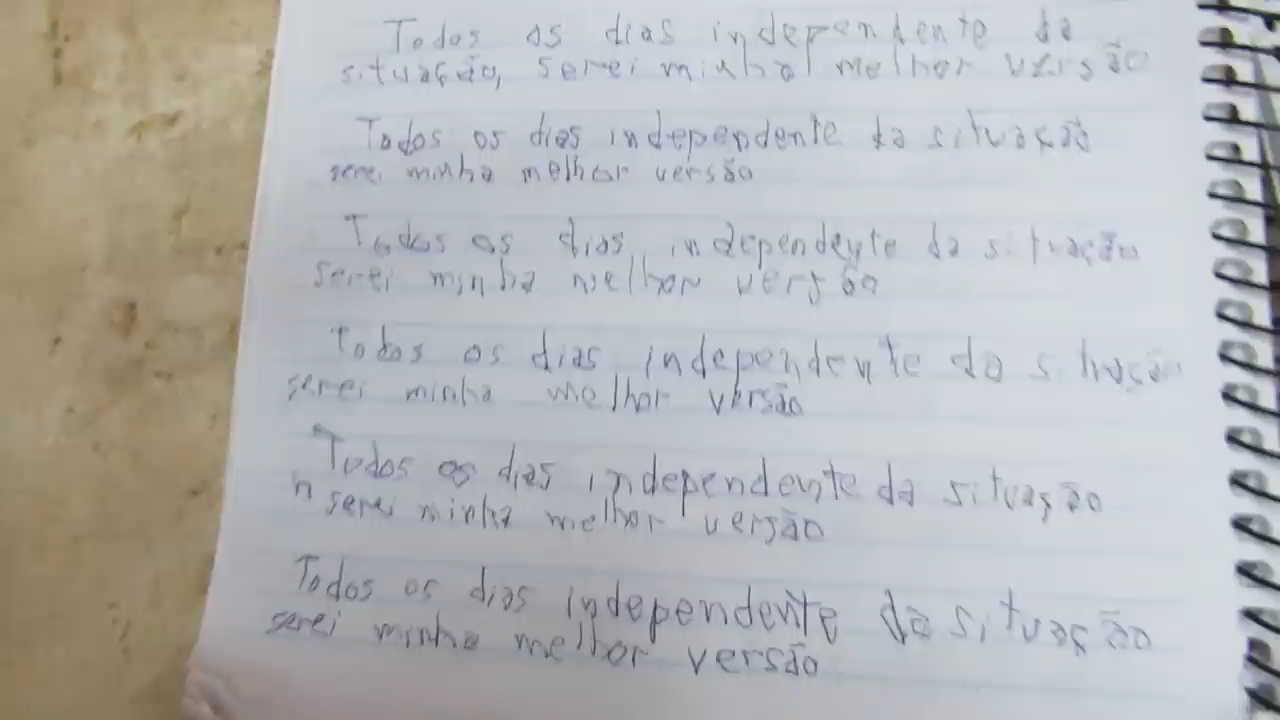 Todos os dias independente da
situação, serei minha melhor versão
Todos os dias independente da situação
serei minha melhor versão
Todos os dias independente da situação
serei minha melhor versão
Todos os dias independente da situação
serei minha melhor versão
Todos os dias independente da situação
n serei minha melhor versão
Todos os dias independente da situação
serei minha melhor versão